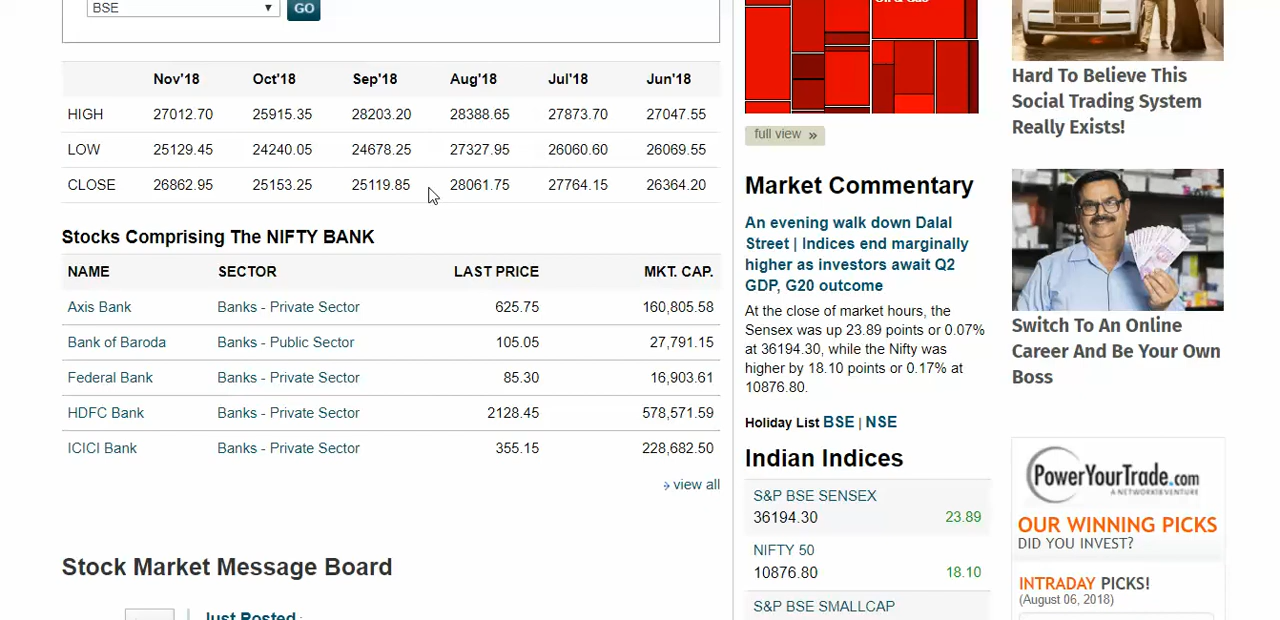 BSE
GO
Nov'18 Oct'18 Sep'18 Aug'18 Jul'18 Jun'18
HIGH 27012.70 25915.35 28203.20 28388.65 27873.70 27047.55
LOW 25129.45 24240.05 24678.25 27327.95 26060.60 26069.55
CLOSE 26862.95 25153.25 25119.85 28061.75 27764.15 26364.20
Stocks Comprising The NIFTY BANK
NAME SECTOR LAST PRICE MKT. CAP.
Axis Bank Banks - Private Sector 625.75 160,805.58
Bank of Baroda Banks - Public Sector 105.05 27,791.15
Federal Bank Banks - Private Sector 85.30 16,903.61
HDFC Bank Banks - Private Sector 2128.45 578,571.59
ICICI Bank Banks - Private Sector 355.15 228,682.50
view all
Stock Market Message Board
Just Posted :
full view »
Market Commentary
An evening walk down Dalal
Street | Indices end marginally
higher as investors await Q2
GDP, G20 outcome
At the close of market hours, the
Sensex was up 23.89 points or 0.07%
at 36194.30, while the Nifty was
higher by 18.10 points or 0.17% at
10876.80.
Holiday List BSE | NSE
Indian Indices
S&P BSE SENSEX
36194.30 23.89
NIFTY 50
10876.80 18.10
S&P BSE SMALLCAP
Hard To Believe This
Social Trading System
Really Exists!
Switch To An Online
Career And Be Your Own
Boss
PowerYourTrade.com
A NETWORK18 VENTURE
OUR WINNING PICKS
DID YOU INVEST?
INTRADAY PICKS!
(August 06, 2018)